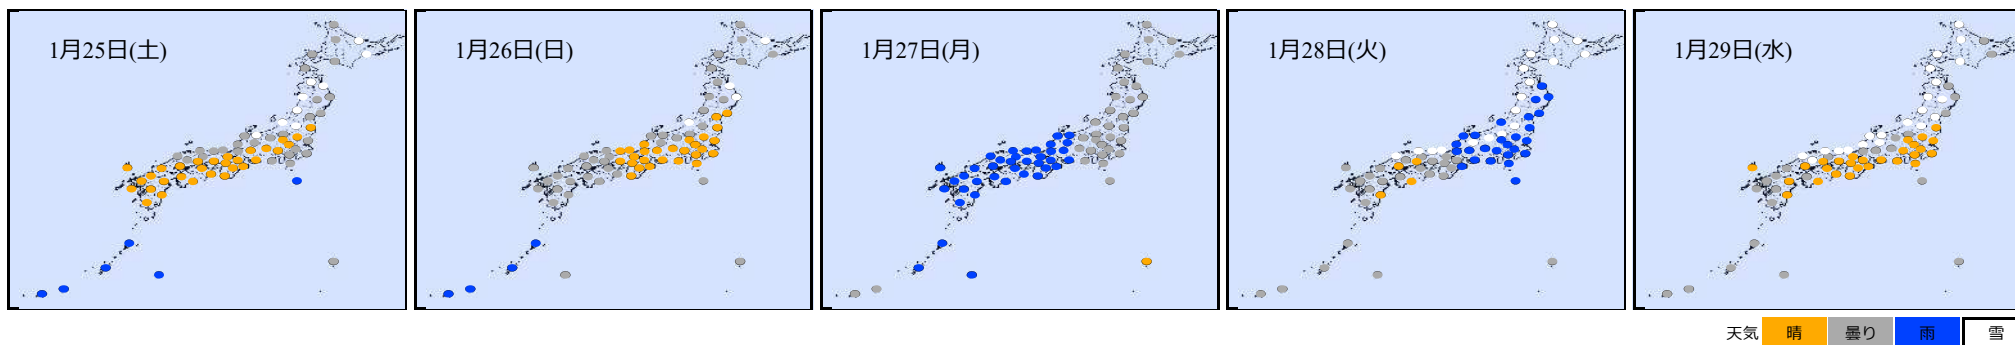 1月25日(土)
1月26日(日)
1月27日(月)
1月28日(火)
1月29日(水)
天気 晴 曇り 雨 雪